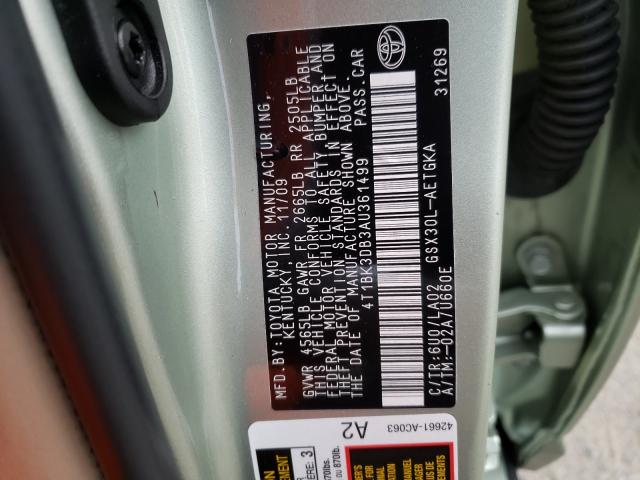 MFD.BY:TOYOTA MOTOR MANUFACTURING,
KENTUCKY, INC. 11/09
GVWR 4565LB GAWR FR 2665LB RR 2505LB
THIS VEHICLE CONFORMS TO ALL APPLICABLE
FEDERAL MOTOR VEHICLE SAFETY, BUMPER AND
THEFT PREVENTION STANDARDS IN EFFECT ON
THE DATE OF MANUFACTURE SHOWN ABOVE.
4T1BK3DB3AU361499 PASS.CAR
C/TR:6U0/LA02 GSX30L-AETGKA 31269
A/TM:-02A/U660E
42661-AC063
A2